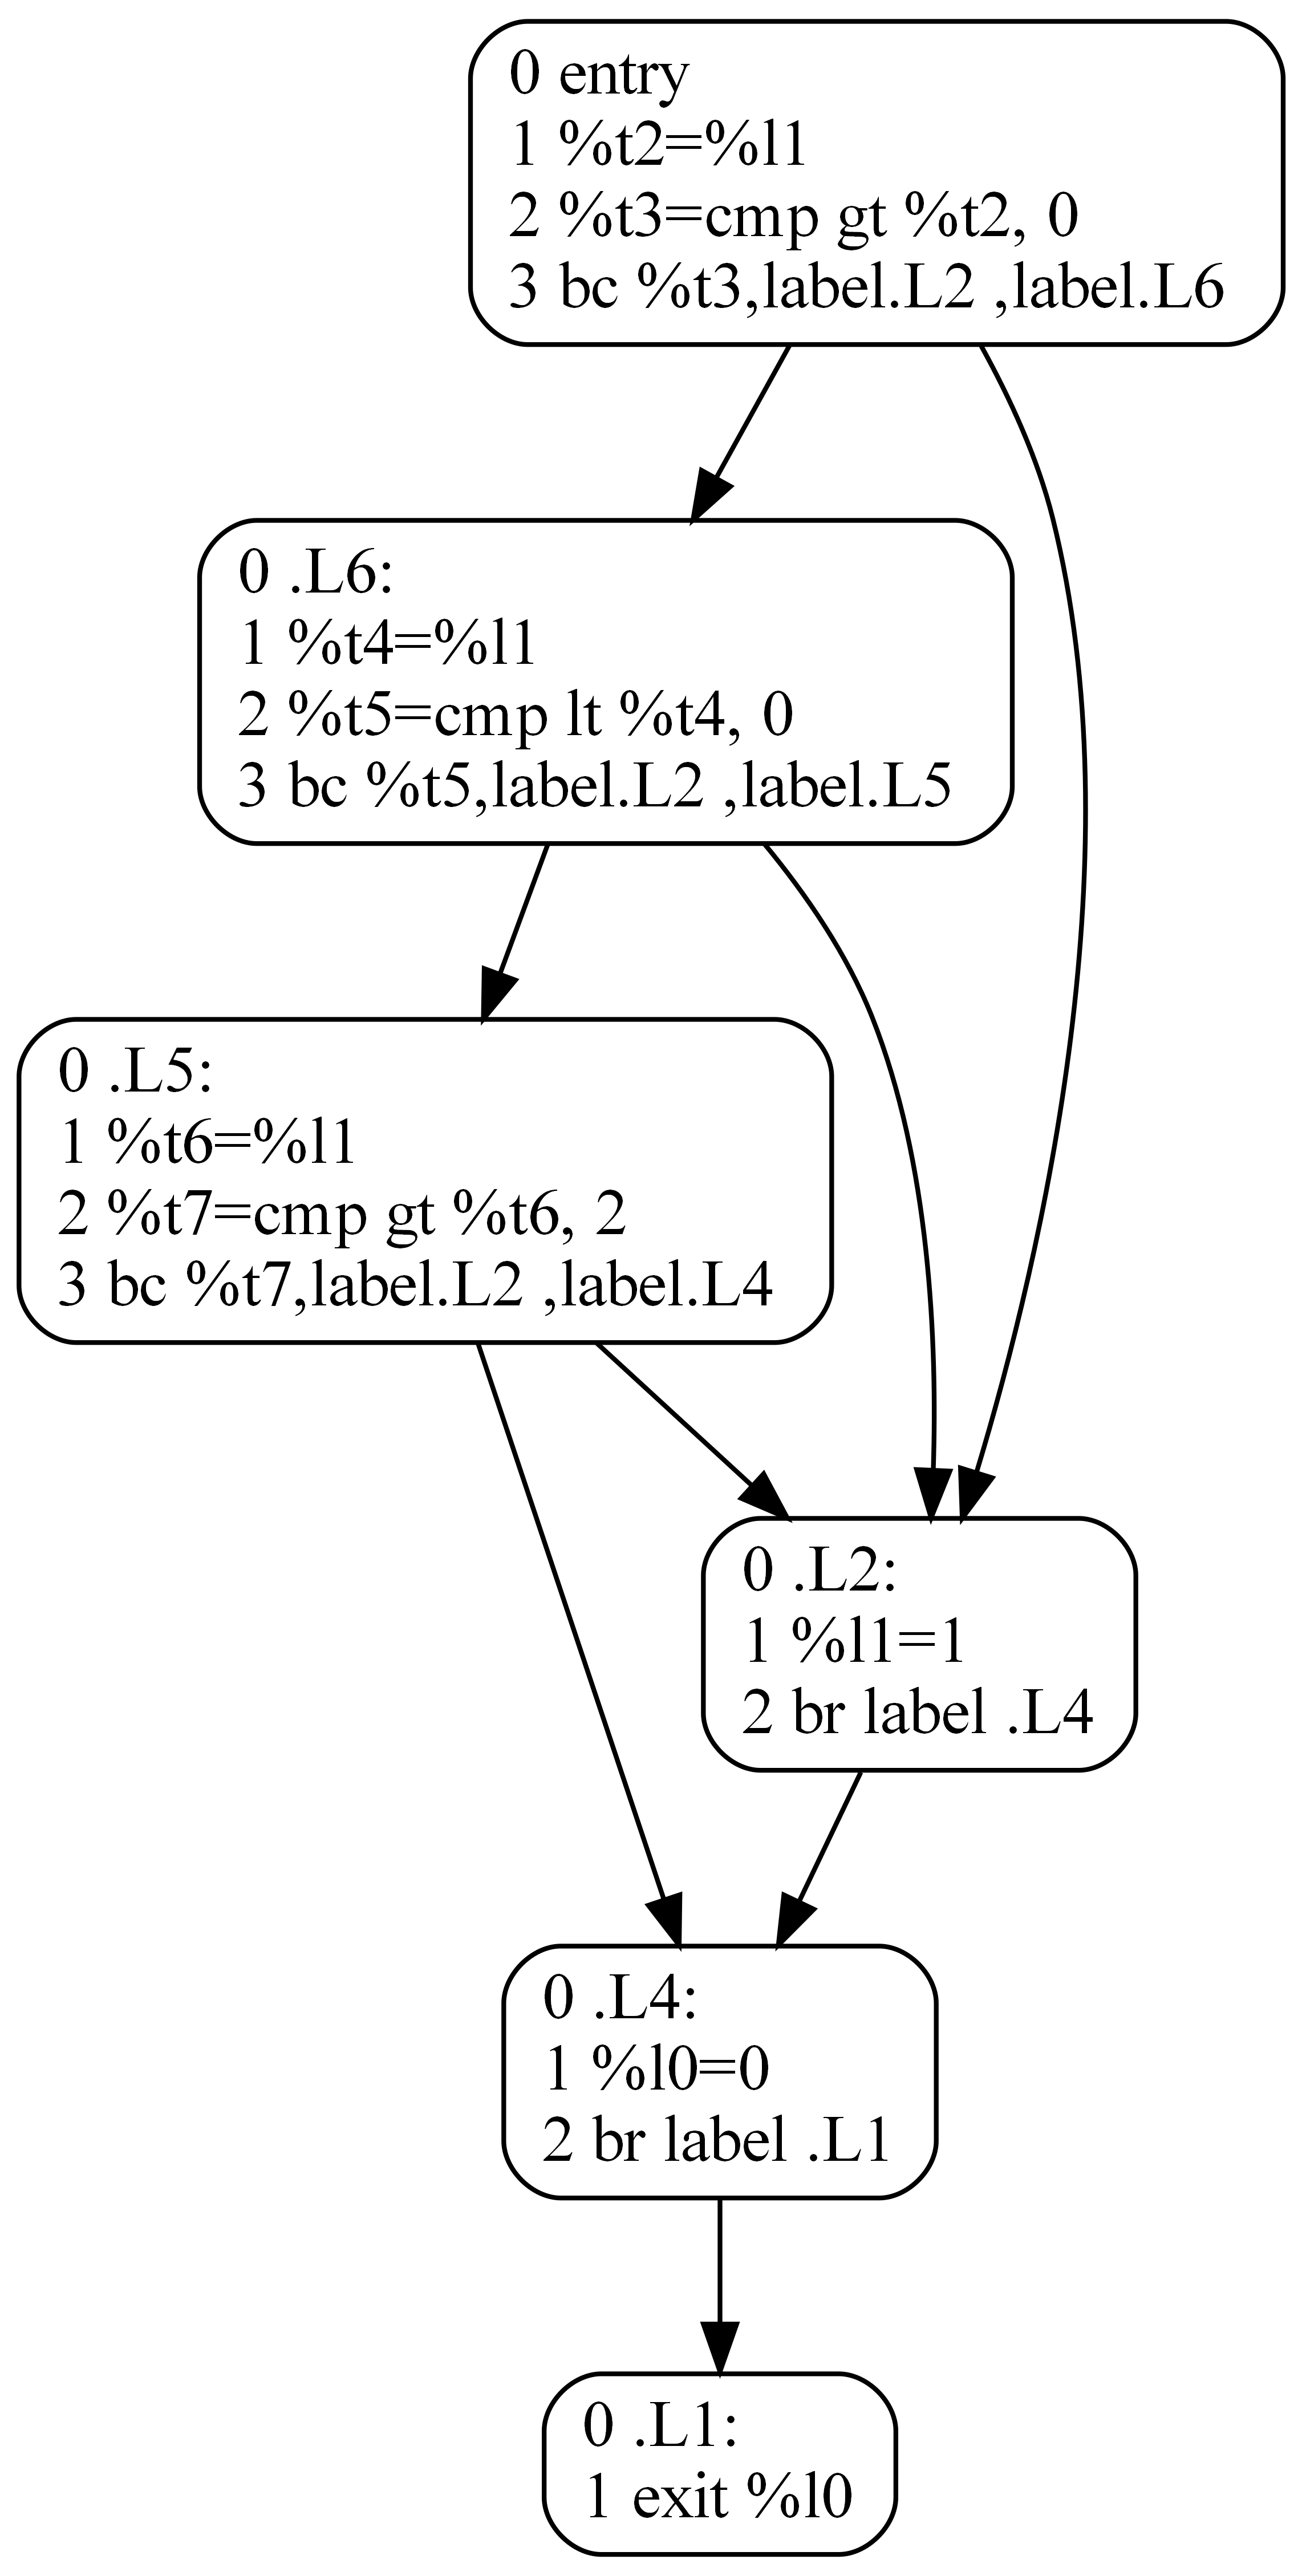 0 entry
1 %t2=%l1
2 %t3=cmp gt %t2, 0
3 bc %t3,label.L2 ,label.L6
0 .L6:
1 %t4=%l1
2 %t5=cmp lt %t4, 0
3 bc %t5,label.L2 ,label.L5
0 .L5:
1 %t6=%l1
2 %t7=cmp gt %t6, 2
3 bc %t7,label.L2 ,label.L4
0 .L2:
1 %l1=1
2 br label .L4
0 .L4:
1 %l0=0
2 br label .L1
0 .L1:
1 exit %l0